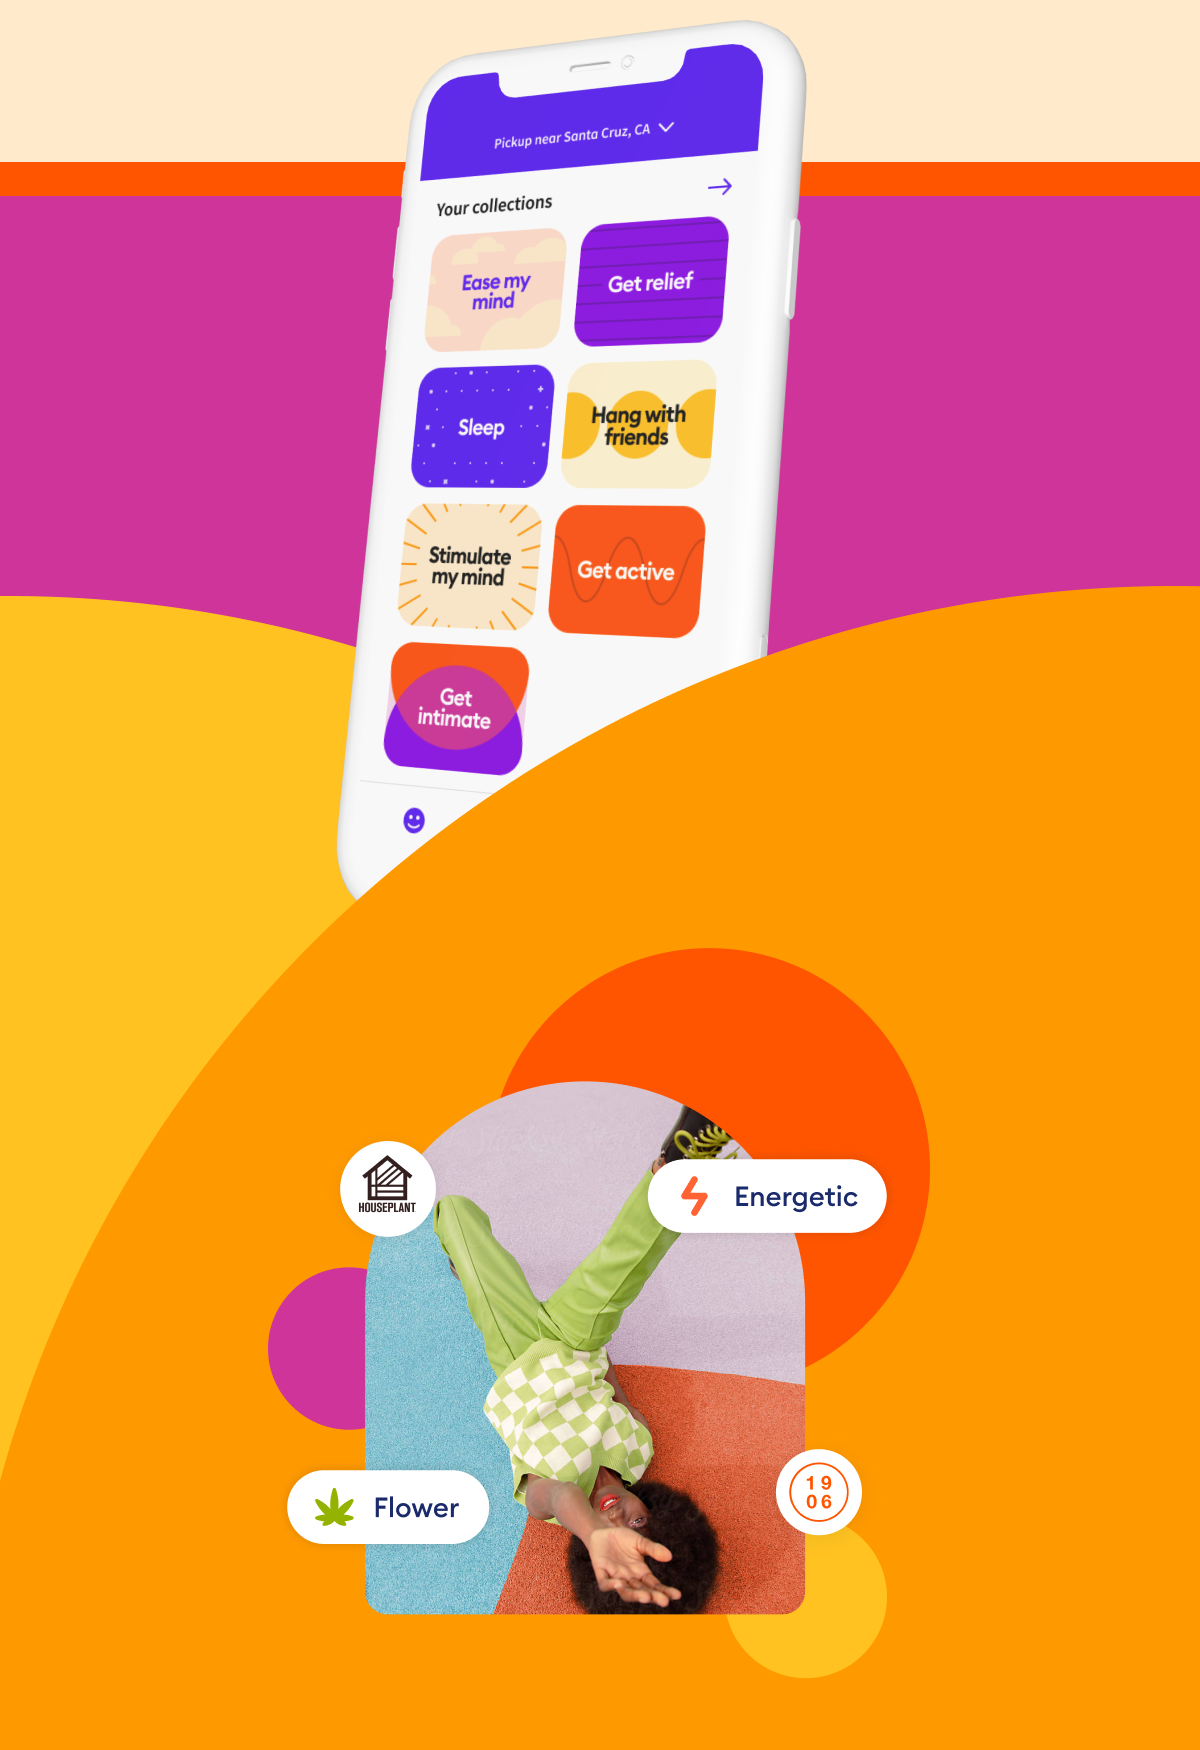 Pickup near Santa Cruz, CA
Your collections
Ease my
mind
Get relief
Sleep
Hang with
friends
Stimulate
my mind
Get active
Get
intimate
HOUSEPLANT
Energetic
Flower
19
06